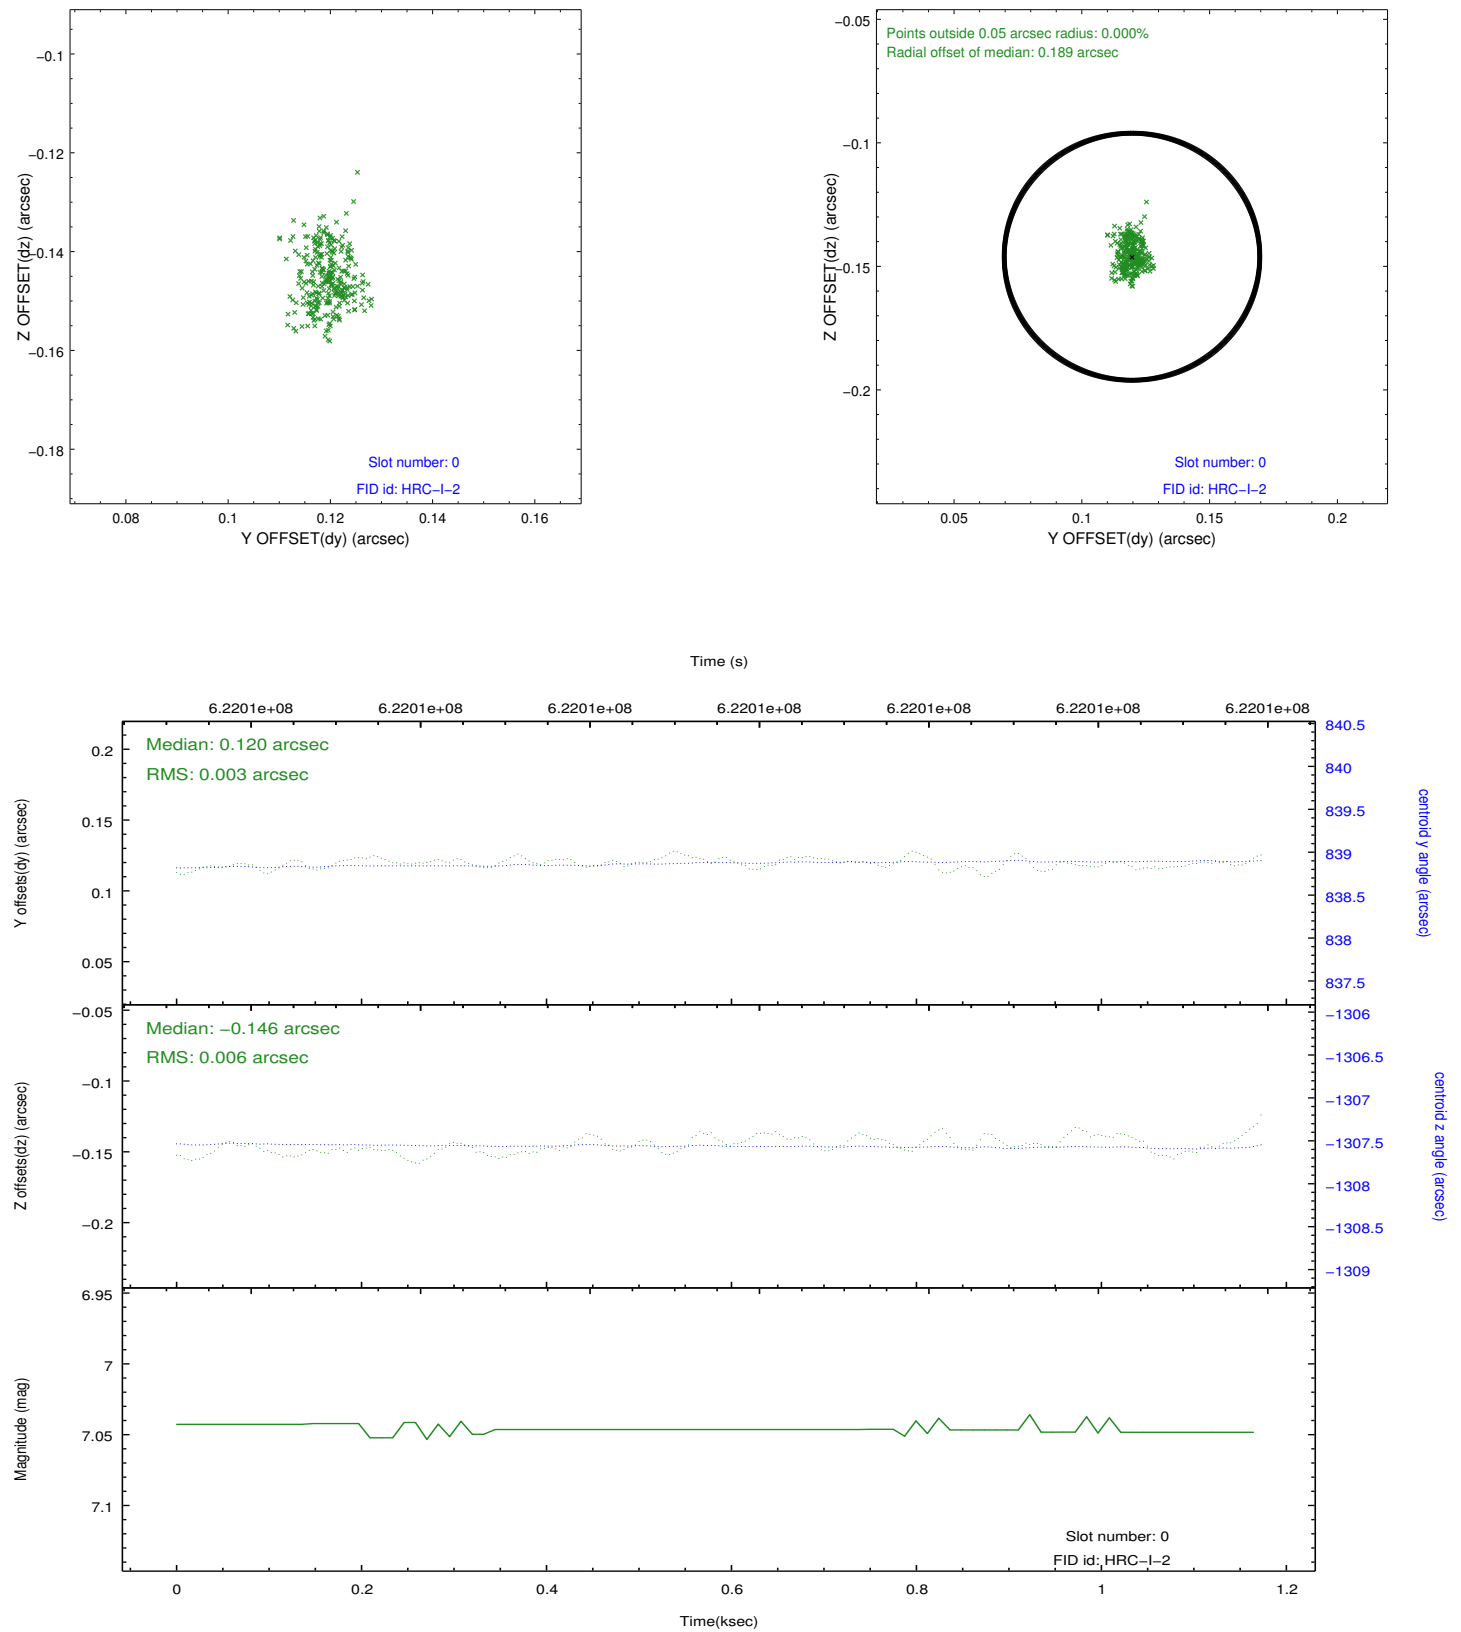 −0.1
−0.12
−0.14
−0.16
−0.18
Z OFFSET(dz) (arcsec)
Slot number: 0
FID id: HRC−I−2
0.08 0.1 0.12 0.14 0.16
Y OFFSET(dy) (arcsec)
Points outside 0.05 arcsec radius: 0.000%
Radial offset of median: 0.189 arcsec
−0.05
−0.1
−0.15
−0.2
Z OFFSET(dz) (arcsec)
Slot number: 0
FID id: HRC−I−2
0.05 0.1 0.15 0.2
Y OFFSET(dy) (arcsec)
Time (s)
6.2201e+08 6.2201e+08 6.2201e+08 6.2201e+08 6.2201e+08 6.2201e+08 6.2201e+08
Median: 0.120 arcsec
RMS: 0.003 arcsec
0.2
0.15
0.1
0.05
Y offsets(dy) (arcsec)
840.5
840
839.5
839
838.5
838
837.5
centroid y angle (arcsec)
Median: −0.146 arcsec
RMS: 0.006 arcsec
−0.05
−0.1
−0.15
−0.2
Z offsets(dz) (arcsec)
−1306
−1306.5
−1307
−1307.5
−1308
−1308.5
−1309
centroid z angle (arcsec)
6.95
7
7.05
7.1
Magnitude (mag)
Slot number: 0
FID id: HRC−I−2
0 0.2 0.4 0.6 0.8 1 1.2
Time(ksec)